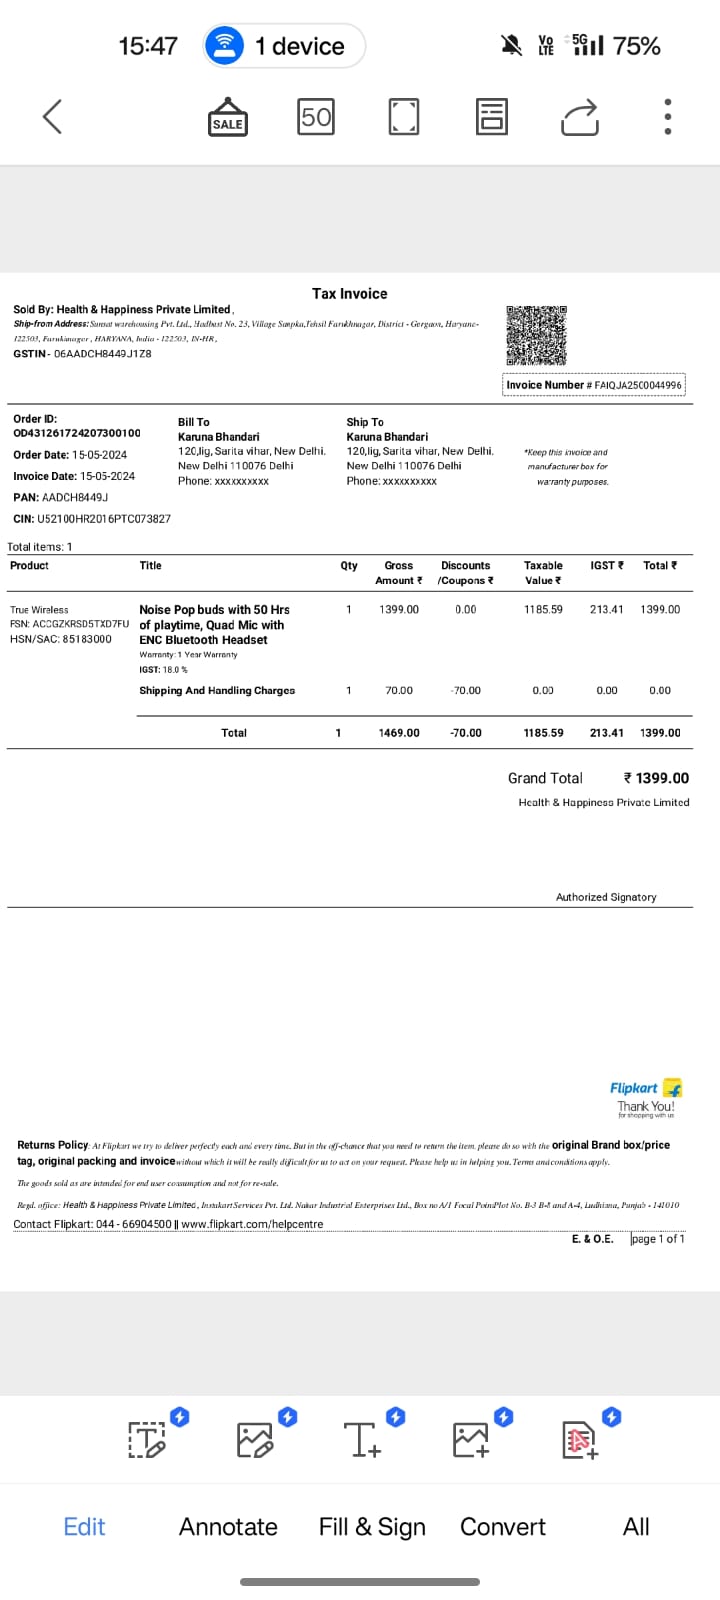 15:47
1 device
Vo LTE
5G
75%
SALE
50
Tax Invoice
Sold By: Health & Happiness Private Limited,
Ship-from Address: Sunsat warehousing Pvt. Ltd., Hadbast No. 23, Village Sampka,Tehsil Farukhnagar, District - Gorgaon, Haryana-
122503, Farukhnager, HARYANA, India - 122503, IN-HR,
GSTIN - 06AADCH8449J1Z8
Invoice Number # FAIQJA2500044996
Order ID:
OD431261724207300100
Order Date: 15-05-2024
Invoice Date: 15-05-2024
PAN: AADCH8449J
CIN: U52100HR2016PTC073827
Bill To
Karuna Bhandari
120,lig, Sarita vihar, New Delhi.
New Delhi 110076 Delhi
Phone: xxxxxxxxxx
Ship To
Karuna Bhandari
120,lig, Sarita vihar, New Delhi.
New Delhi 110076 Delhi
Phone: xxxxxxxxxx
*Keep this invoice and
manufacturer box for
warranty purposes.
Total items: 1
Product Title Qty Gross Amount ₹ Discounts /Coupons ₹ Taxable Value ₹ IGST ₹ Total ₹
True Wireless Noise Pop buds with 50 Hrs 1 1399.00 0.00 1185.59 213.41 1399.00
FSN: ACCGZKRSD5TXD7FU of playtime, Quad Mic with
HSN/SAC: 85183000 ENC Bluetooth Headset
Warranty: 1 Year Warranty
IGST: 18.0 %
Shipping And Handling Charges 1 70.00 -70.00 0.00 0.00 0.00
Total 1 1469.00 -70.00 1185.59 213.41 1399.00
Grand Total ₹ 1399.00
Health & Happiness Private Limited
Authorized Signatory
Flipkart
Thank You!
for shopping with us
Returns Policy: At Flipkart we try to deliver perfectly each and every time. But in the off-chance that you need to return the item, please do so with the original Brand box/price
tag, original packing and invoice without which it will be really difficult for us to act on your request. Please help us in helping you. Terms and conditions apply.
The goods sold as are intended for end user consumption and not for re-sale.
Regd. office: Health & Happiness Private Limited, Instakart Services Pvt. Ltd. Nahar Industrial Enterprises Ltd., Box no A/1 Focal PointPlot No. B-3 B-8 and A-4, Ludhiana, Punjab - 141010
Contact Flipkart: 044 - 66904500 || www.flipkart.com/helpcentre
E. & O.E. page 1 of 1
Edit
Annotate
Fill & Sign
Convert
All